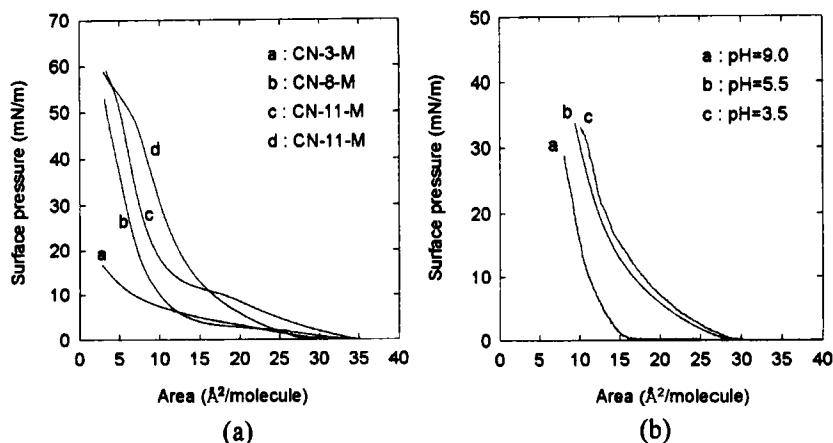 70
60
50
40
30
20
10
0
0 5 10 15 20 25 30 35 40
Surface pressure (mN/m)
Area (Å²/molecule)
a : CN-3-M
b : CN-8-M
c : CN-11-M
d : CN-11-M
a
b
c
d
(a)
50
40
30
20
10
0
0 5 10 15 20 25 30 35 40
Surface pressure (mN/m)
Area (Å²/molecule)
a : pH=9.0
b : pH=5.5
c : pH=3.5
a
b
c
(b)